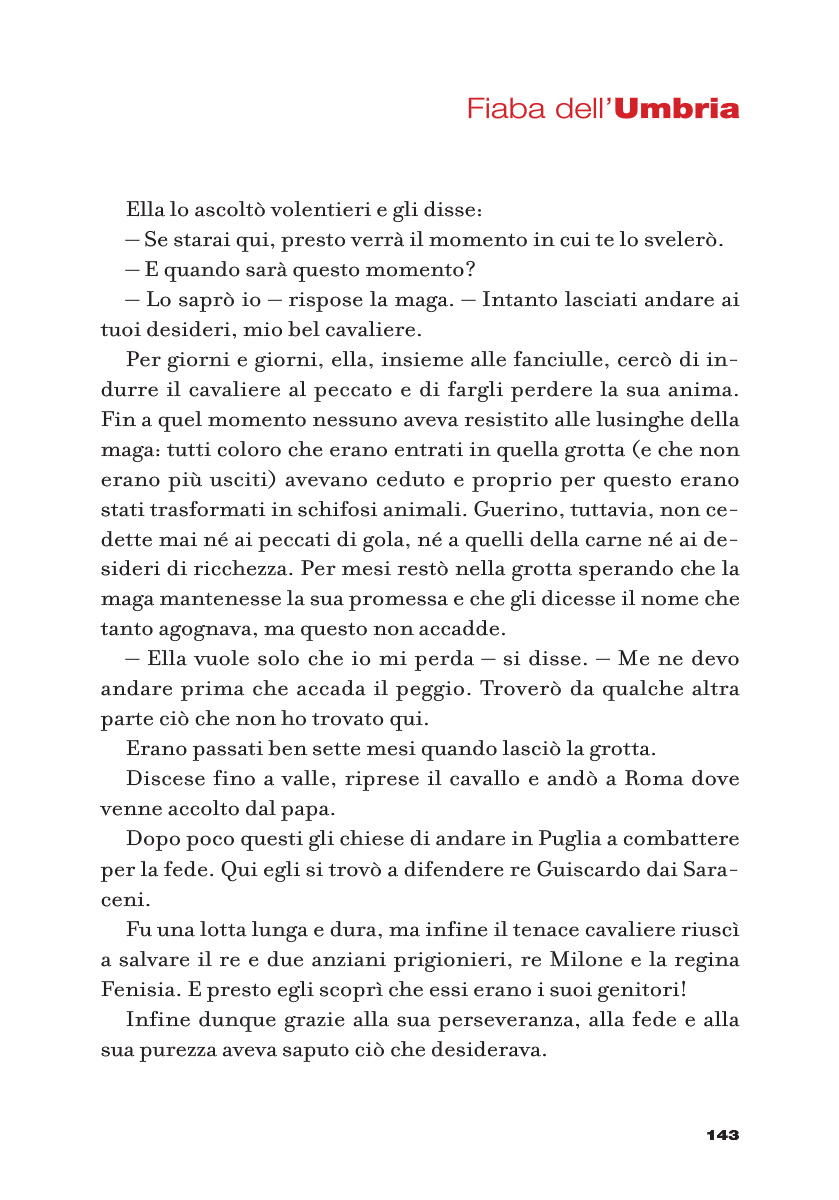 Fiaba dell’Umbria
Ella lo ascoltò volentieri e gli disse:
— Se starai qui, presto verrà il momento in cui te lo svelerò.
— E quando sarà questo momento?
— Lo saprò io — rispose la maga. — Intanto lasciati andare ai
tuoi desideri, mio bel cavaliere.
Per giorni e giorni, ella, insieme alle fanciulle, cercò di in-
durre il cavaliere al peccato e di fargli perdere la sua anima.
Fin a quel momento nessuno aveva resistito alle lusinghe della
maga: tutti coloro che erano entrati in quella grotta (e che non
erano più usciti) avevano ceduto e proprio per questo erano
stati trasformati in schifosi animali. Guerino, tuttavia, non ce-
dette mai né ai peccati di gola, né a quelli della carne né ai de-
sideri di ricchezza. Per mesi restò nella grotta sperando che la
maga mantenesse la sua promessa e che gli dicesse il nome che
tanto agognava, ma questo non accadde.
— Ella vuole solo che io mi perda — si disse. — Me ne devo
andare prima che accada il peggio. Troverò da qualche altra
parte ciò che non ho trovato qui.
Erano passati ben sette mesi quando lasciò la grotta.
Discese fino a valle, riprese il cavallo e andò a Roma dove
venne accolto dal papa.
Dopo poco questi gli chiese di andare in Puglia a combattere
per la fede. Qui egli si trovò a difendere re Guiscardo dai Sara-
ceni.
Fu una lotta lunga e dura, ma infine il tenace cavaliere riuscì
a salvare il re e due anziani prigionieri, re Milone e la regina
Fenisia. E presto egli scoprì che essi erano i suoi genitori!
Infine dunque grazie alla sua perseveranza, alla fede e alla
sua purezza aveva saputo ciò che desiderava.
143